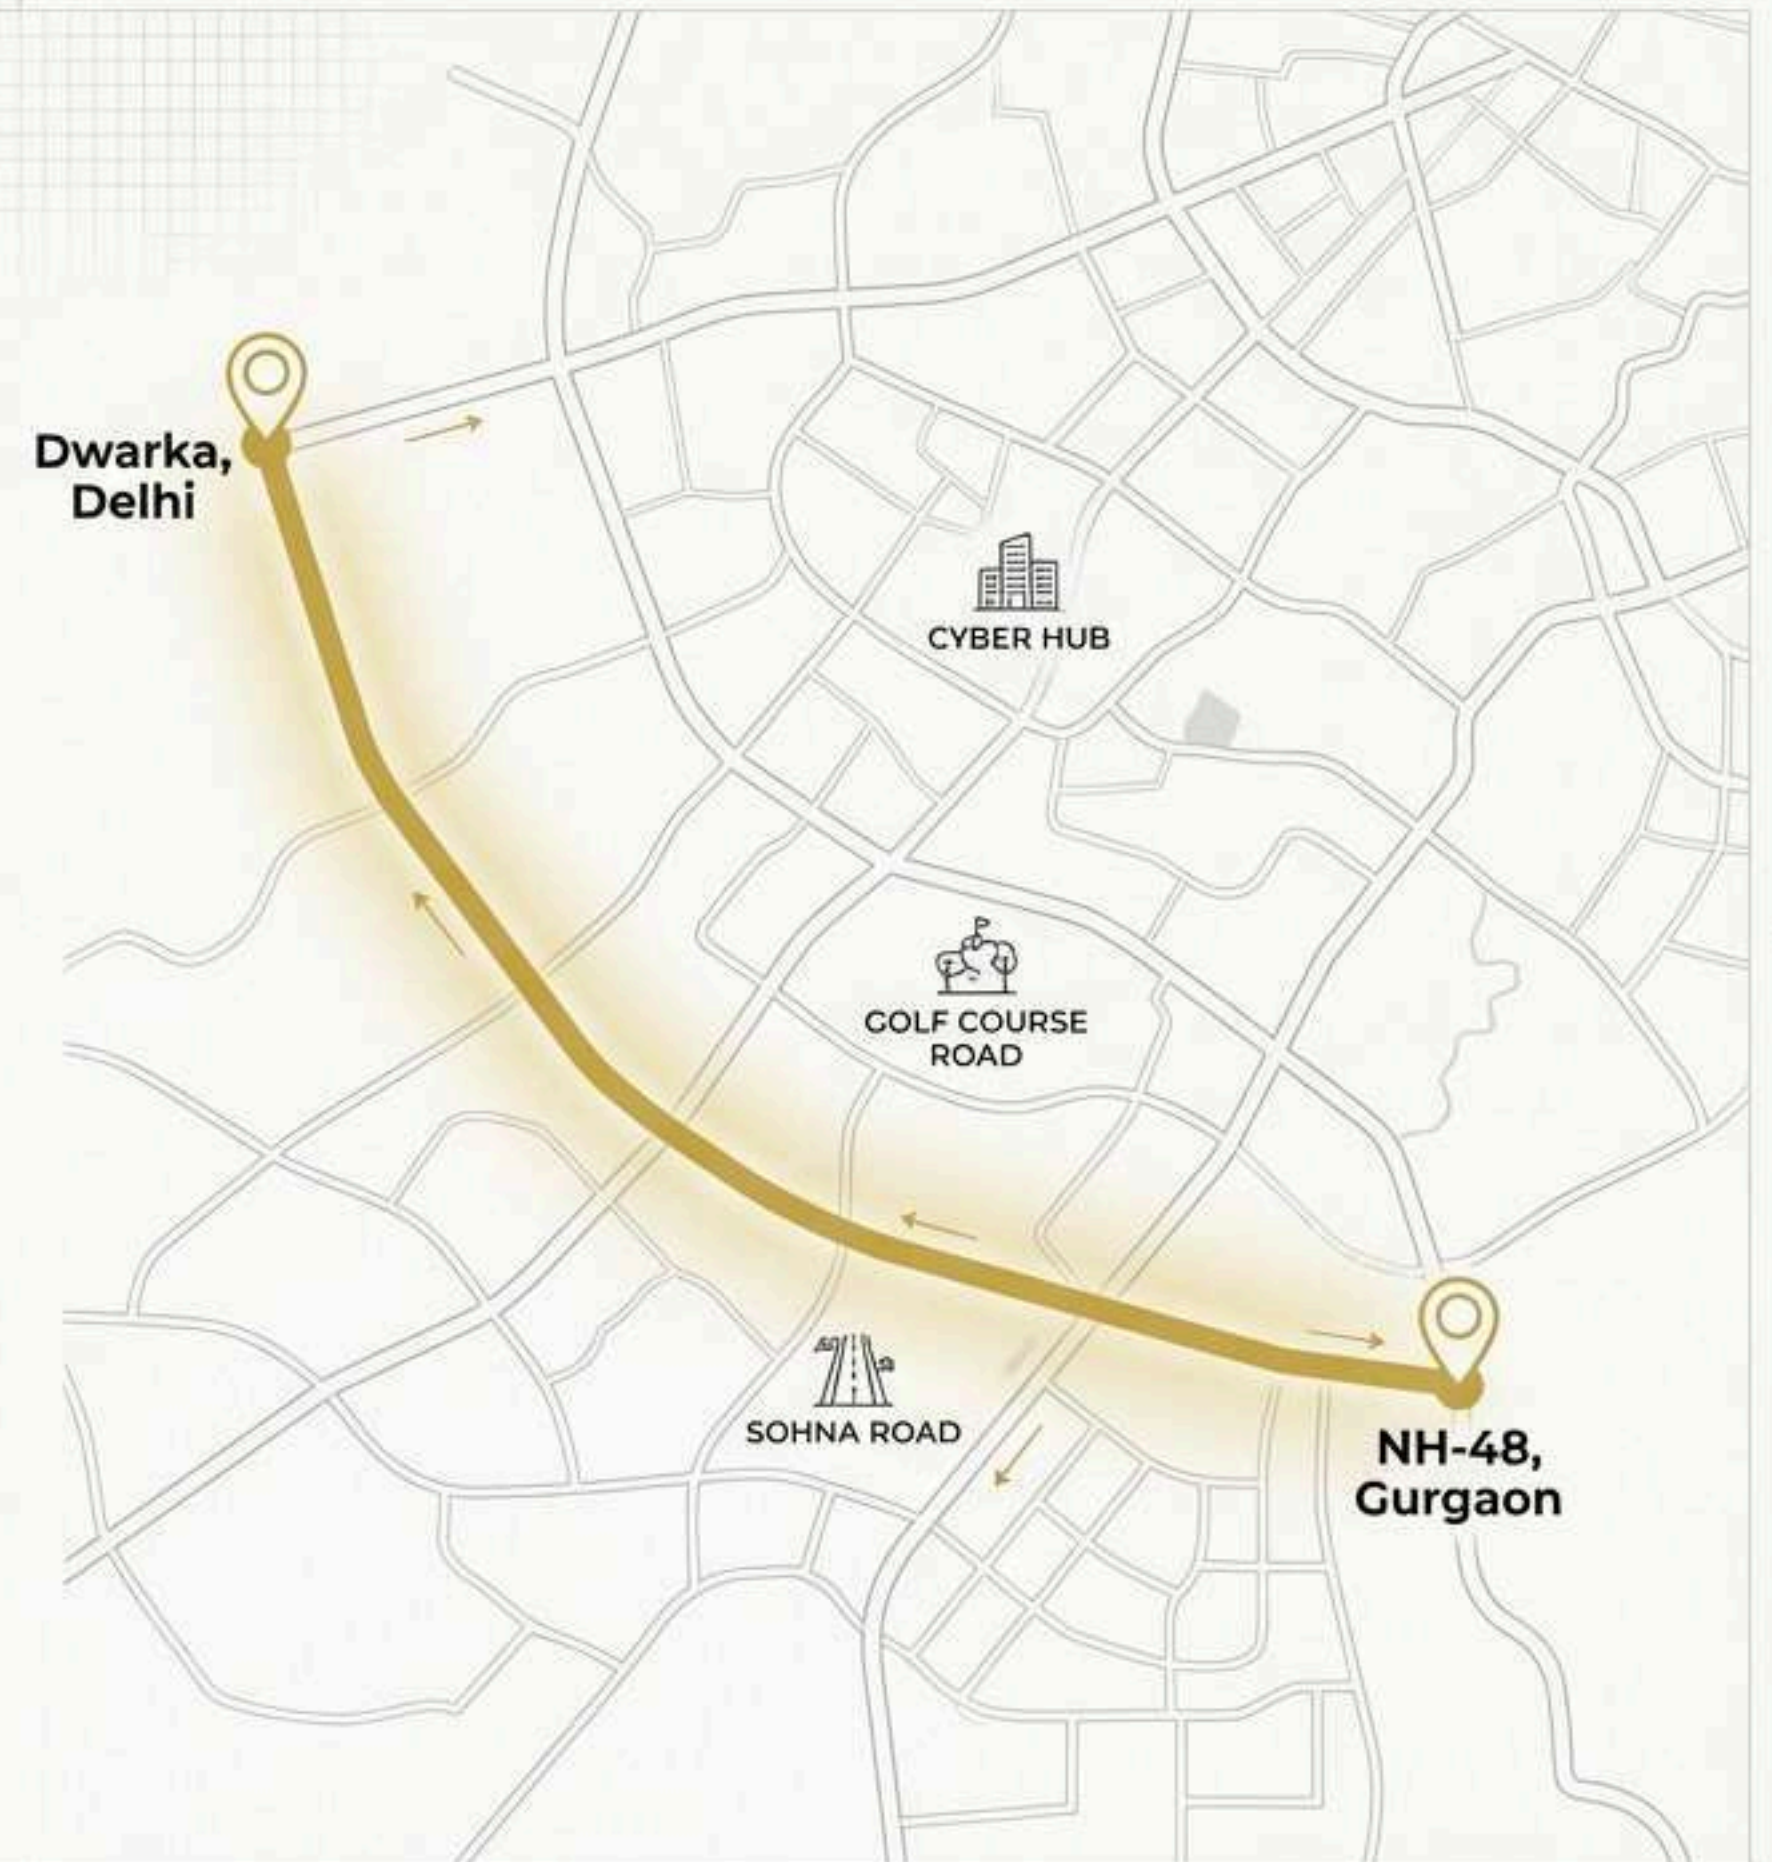 Dwarka,
Delhi
CYBER HUB
GOLF COURSE
ROAD
SOHNA ROAD
NH-48,
Gurgaon